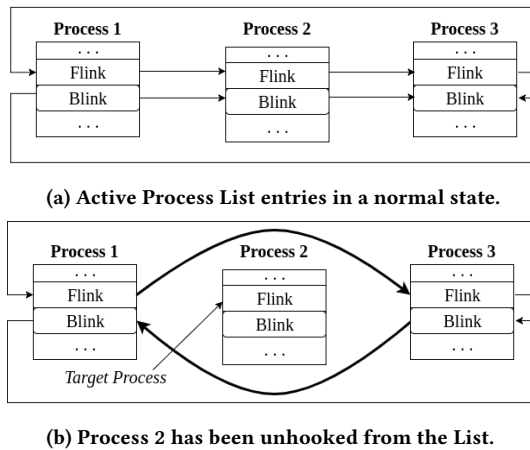 Process 1 Process 2 Process 3
. . . . . . . . .
Flink Flink Flink
Blink Blink Blink
. . . . . . . . .
(a) Active Process List entries in a normal state.
Process 1 Process 2 Process 3
. . . . . . . . .
Flink Flink Flink
Blink Blink Blink
. . . . . . . . .
Target Process
(b) Process 2 has been unhooked from the List.